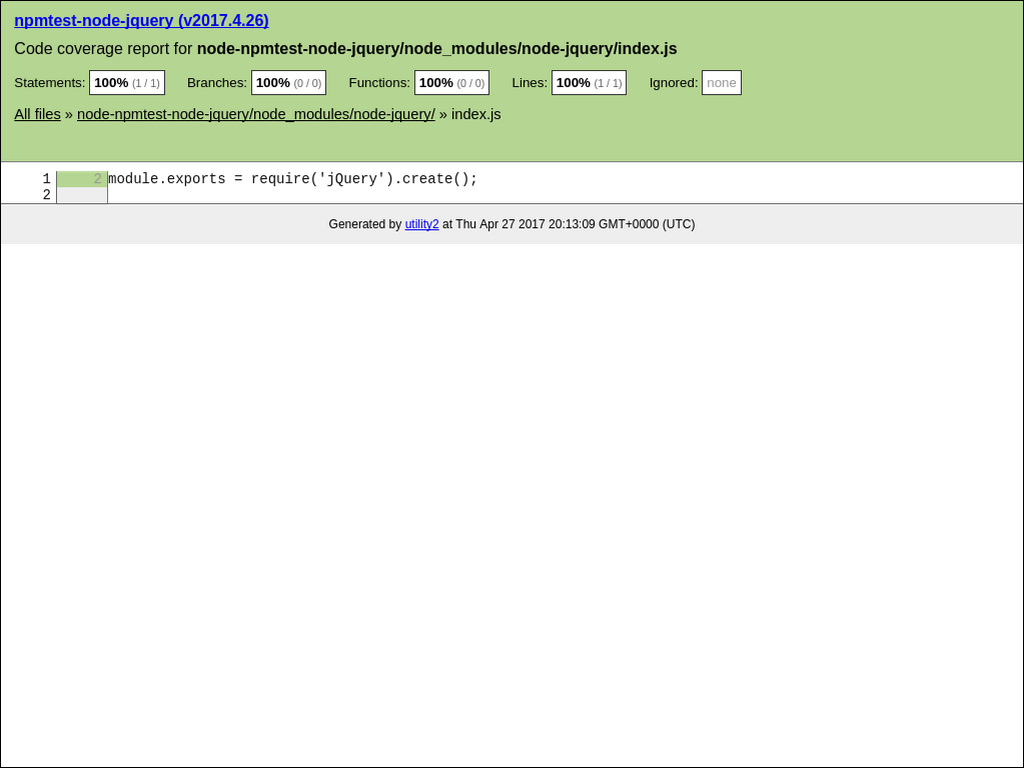 npmtest-node-jquery (v2017.4.26)
Code coverage report for node-npmtest-node-jquery/node_modules/node-jquery/index.js
Statements: 100% (1 / 1) Branches: 100% (0 / 0) Functions: 100% (0 / 0) Lines: 100% (1 / 1) Ignored: none
All files » node-npmtest-node-jquery/node_modules/node-jquery/ » index.js
1 2 module.exports = require('jQuery').create();
2
Generated by utility2 at Thu Apr 27 2017 20:13:09 GMT+0000 (UTC)